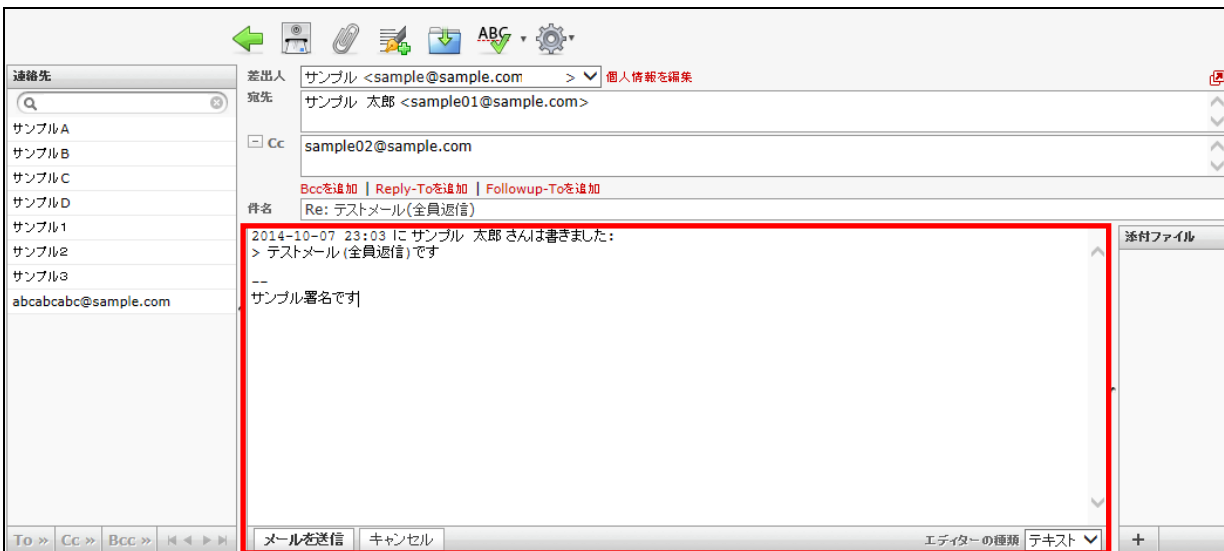 ABC
連絡先
サンプルA
サンプルB
サンプルC
サンプルD
サンプル1
サンプル2
サンプル3
abcabcabc@sample.com
To » Cc » Bcc »
差出人 サンプル <sample@sample.com > 個人情報を編集
宛先 サンプル 太郎 <sample01@sample.com>
Cc sample02@sample.com
Bccを追加 | Reply-Toを追加 | Followup-Toを追加
件名 Re: テストメール(全員返信)
2014-10-07 23:03 に サンプル 太郎 さんは書きました:
> テストメール(全員返信)です
--
サンプル署名です
メールを送信 キャンセル エディターの種類 テキスト
添付ファイル
+